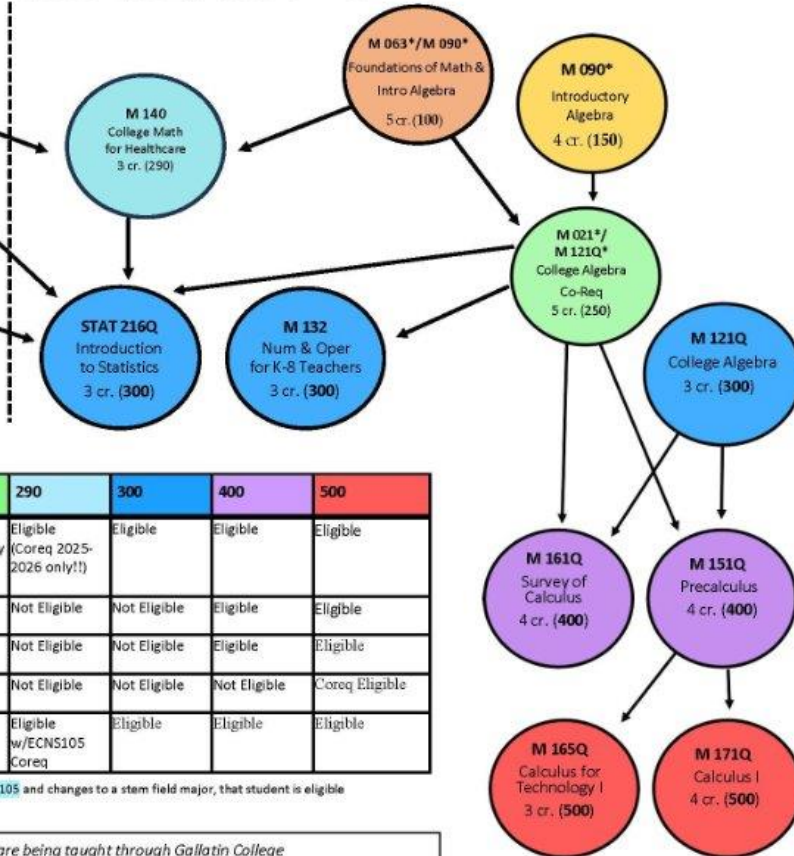 M 063*/M 090*
Foundations of Math &
Intro Algebra
5 cr. (100)
M 090*
Introductory
Algebra
4 cr. (150)
M 140
College Math
for Healthcare
3 cr. (290)
M 021*/
M 121Q*
College Algebra
Co-Req
5 cr. (250)
STAT 216Q
Introduction
to Statistics
3 cr. (300)
M 132
Num & Oper
for K-8 Teachers
3 cr. (300)
M 121Q
College Algebra
3 cr. (300)
M 161Q
Survey of
Calculus
4 cr. (400)
M 151Q
Precalculus
4 cr. (400)
M 165Q
Calculus for
Technology I
3 cr. (500)
M 171Q
Calculus I
4 cr. (500)
290 300 400 500
Eligible Eligible Eligible Eligible
y (Coreq 2025-
2026 only!!)
Not Eligible Not Eligible Eligible Eligible
Not Eligible Not Eligible Eligible Eligible
Not Eligible Not Eligible Not Eligible Coreq Eligible
Eligible Eligible Eligible Eligible
w/ECNS105
Coreq
105 and changes to a stem field major, that student is eligible
are being taught through Gallatin College